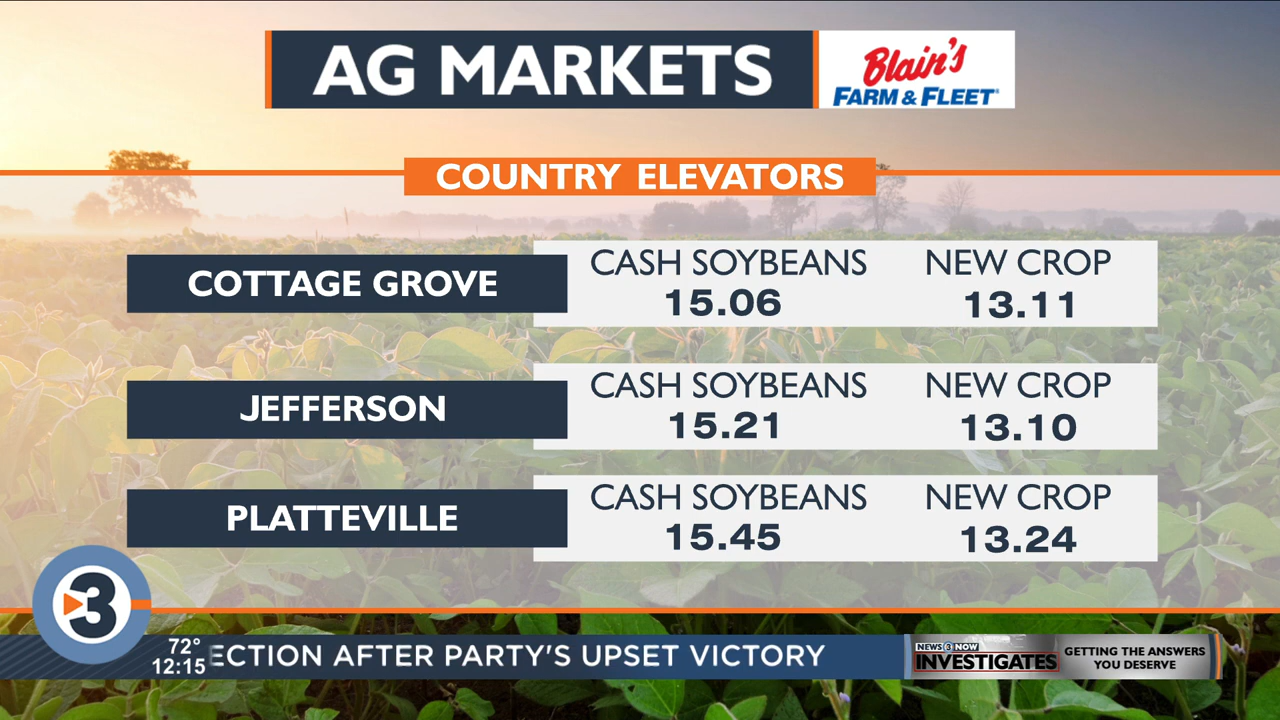 AG MARKETS
Blain's
FARM & FLEET
COUNTRY ELEVATORS
COTTAGE GROVE
CASH SOYBEANS
15.06
NEW CROP
13.11
JEFFERSON
CASH SOYBEANS
15.21
NEW CROP
13.10
PLATTEVILLE
CASH SOYBEANS
15.45
NEW CROP
13.24
3
72°
12:15
ECTION AFTER PARTY'S UPSET VICTORY
NEWS 3 NOW
INVESTIGATES
GETTING THE ANSWERS
YOU DESERVE